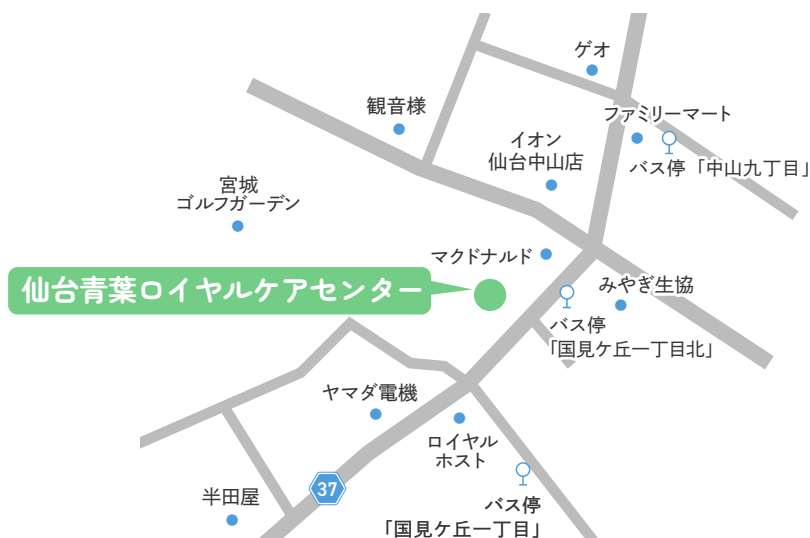 ゲオ
観音様
ファミリーマート
イオン
仙台中山店
バス停「中山九丁目」
宮城
ゴルフガーデン
マクドナルド
仙台青葉ロイヤルケアセンター
みやぎ生協
バス停
「国見ケ丘一丁目北」
ヤマダ電機
ロイヤル
ホスト
37
半田屋
バス停
「国見ケ丘一丁目」